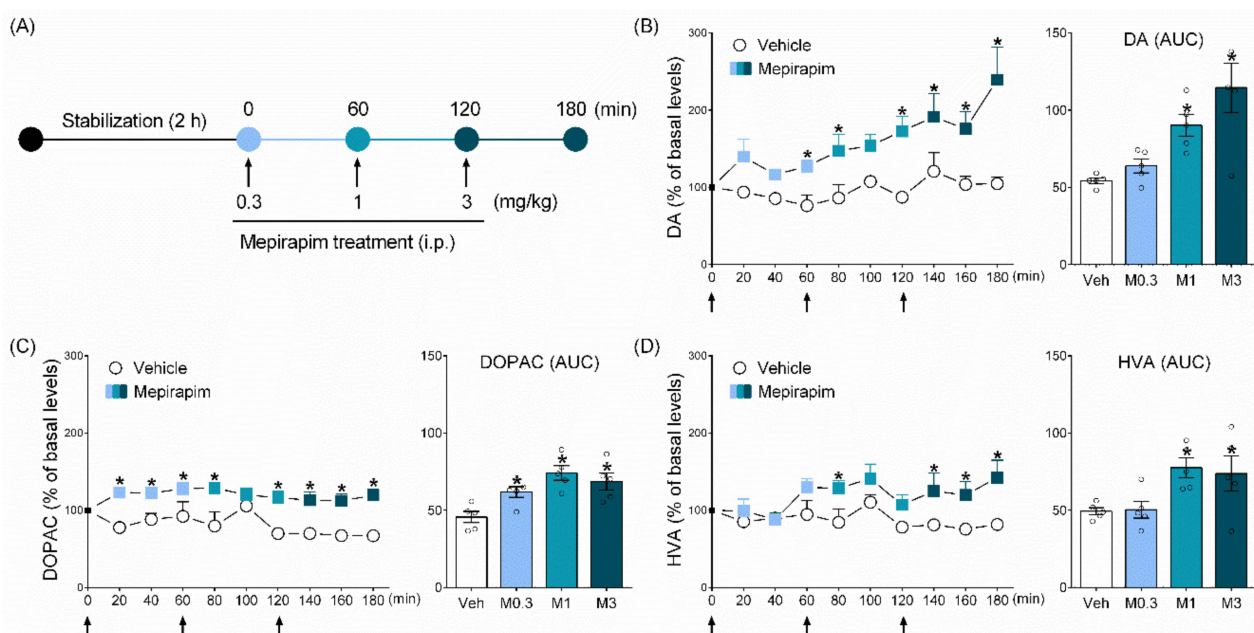 (A)
0 60 120 180 (min)
Stabilization (2 h)
0.3 1 3 (mg/kg)
Mepirapim treatment (i.p.)
(B)
DA (% of basal levels)
300
200
100
0
Vehicle
Mepirapim
* * * * * *
0 20 40 60 80 100 120 140 160 180 (min)
DA (AUC)
150
100
50
0
* *
Veh M0.3 M1 M3
(C)
DOPAC (% of basal levels)
300
200
100
0
Vehicle
Mepirapim
* * * * * * * *
0 20 40 60 80 100 120 140 160 180 (min)
DOPAC (AUC)
150
100
50
0
* * *
Veh M0.3 M1 M3
(D)
HVA (% of basal levels)
300
200
100
0
Vehicle
Mepirapim
* * * *
0 20 40 60 80 100 120 140 160 180 (min)
HVA (AUC)
150
100
50
0
* *
Veh M0.3 M1 M3